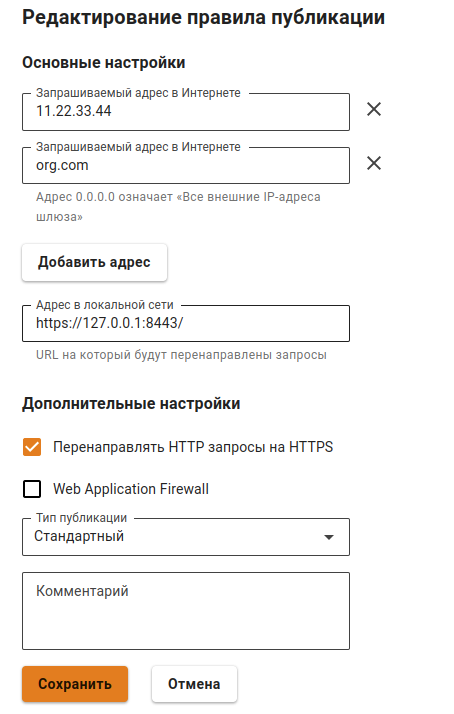 Редактирование правила публикации
Основные настройки
Запрашиваемый адрес в Интернете
11.22.33.44
Запрашиваемый адрес в Интернете
org.com
Адрес 0.0.0.0 означает «Все внешние IP-адреса
шлюза»
Добавить адрес
Адрес в локальной сети
https://127.0.0.1:8443/
URL на который будут перенаправлены запросы
Дополнительные настройки
Перенаправлять HTTP запросы на HTTPS
Web Application Firewall
Тип публикации
Стандартный
Комментарий
Сохранить Отмена